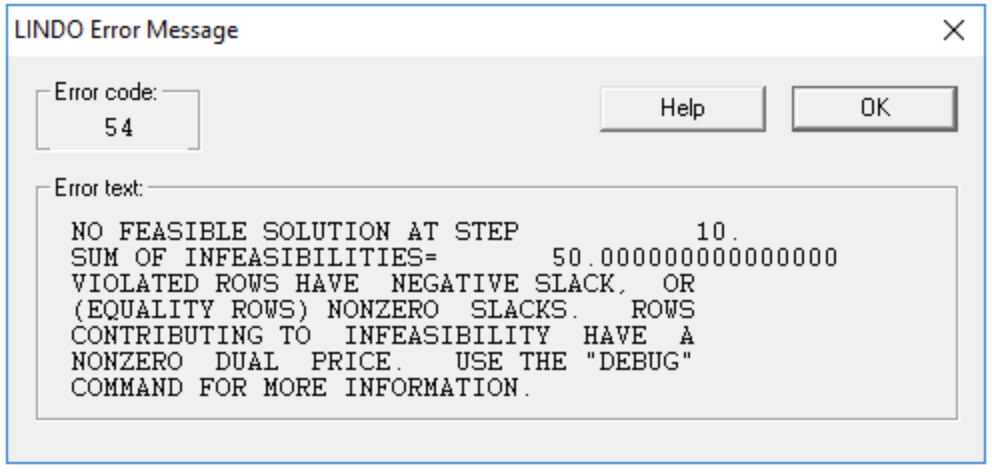 LINDO Error Message
Error code:
54
Help
OK
Error text:
NO FEASIBLE SOLUTION AT STEP 10.
SUM OF INFEASIBILITIES= 50.000000000000000
VIOLATED ROWS HAVE NEGATIVE SLACK, OR
(EQUALITY ROWS) NONZERO SLACKS. ROWS
CONTRIBUTING TO INFEASIBILITY HAVE A
NONZERO DUAL PRICE. USE THE "DEBUG"
COMMAND FOR MORE INFORMATION.